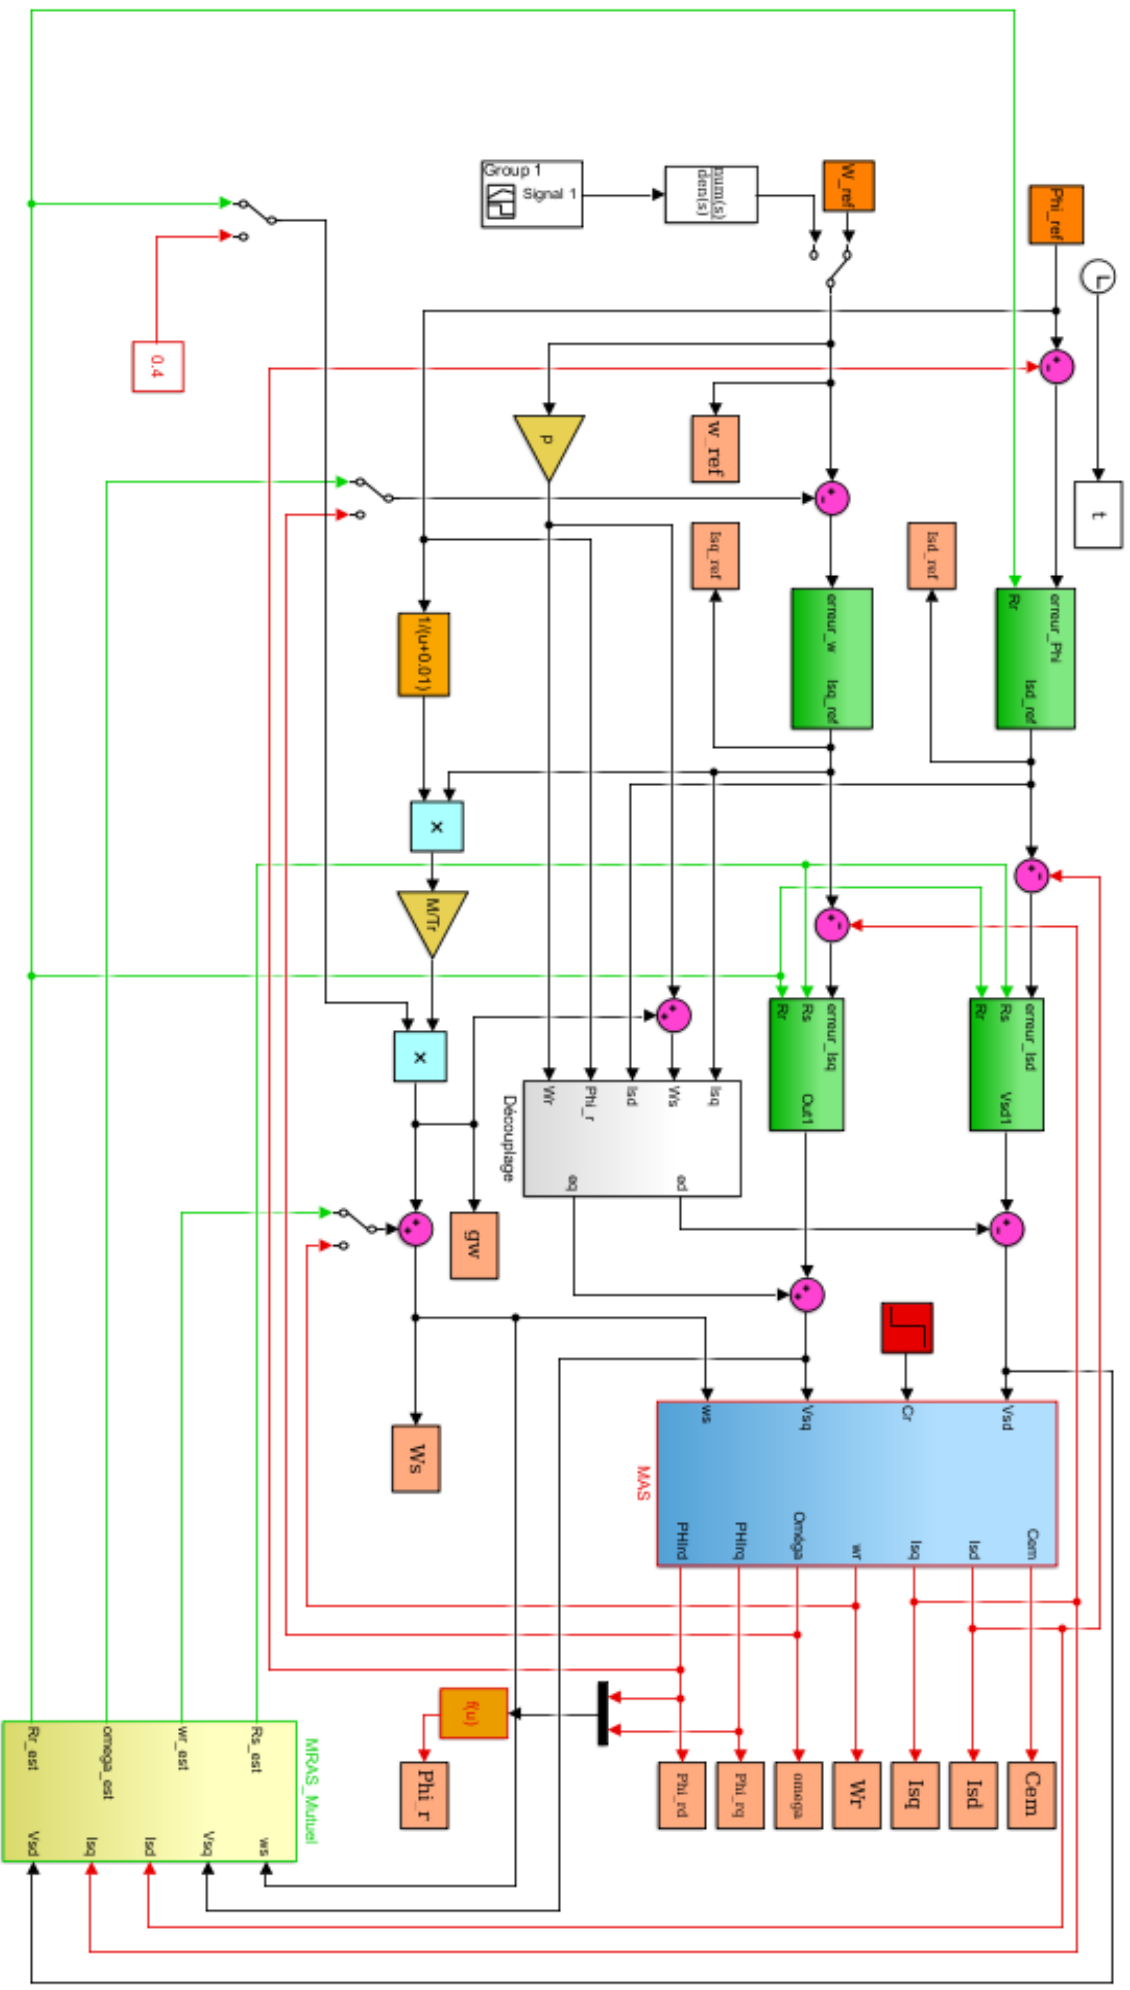 Phi_ref
t
W_ref
Group 1
Signal 1
num(s)
den(s)
0.4
+
-
w_ref
p
+
-
Isq_ref
Isd_ref
erreur_Phi
Rr
Isd_ref
erreur_w
Isq_ref
1/(u+0.01)
×
M/Tr
+
-
+
-
erreur_Isd
Rs
Rr
Vsd1
erreur_Isq
Rs
Rr
Out1
+
+
×
Isq
Ws
Isd
Phi_r
Wr
ed
eq
Découplage
gw
+
+
+
-
+
+
Ws
Vsd
Cr
Vsq
ws
Cem
Isd
Isq
wr
Oméga
PHIrq
PHIrd
MAS
f(u)
Cem
Isd
Isq
Wr
omega
Phi_rq
Phi_rd
Phi_r
MRAS_Mutuel
Rs_est
wr_est
omega_est
Rr_est
ws
Vsq
Isd
Isq
Vsd